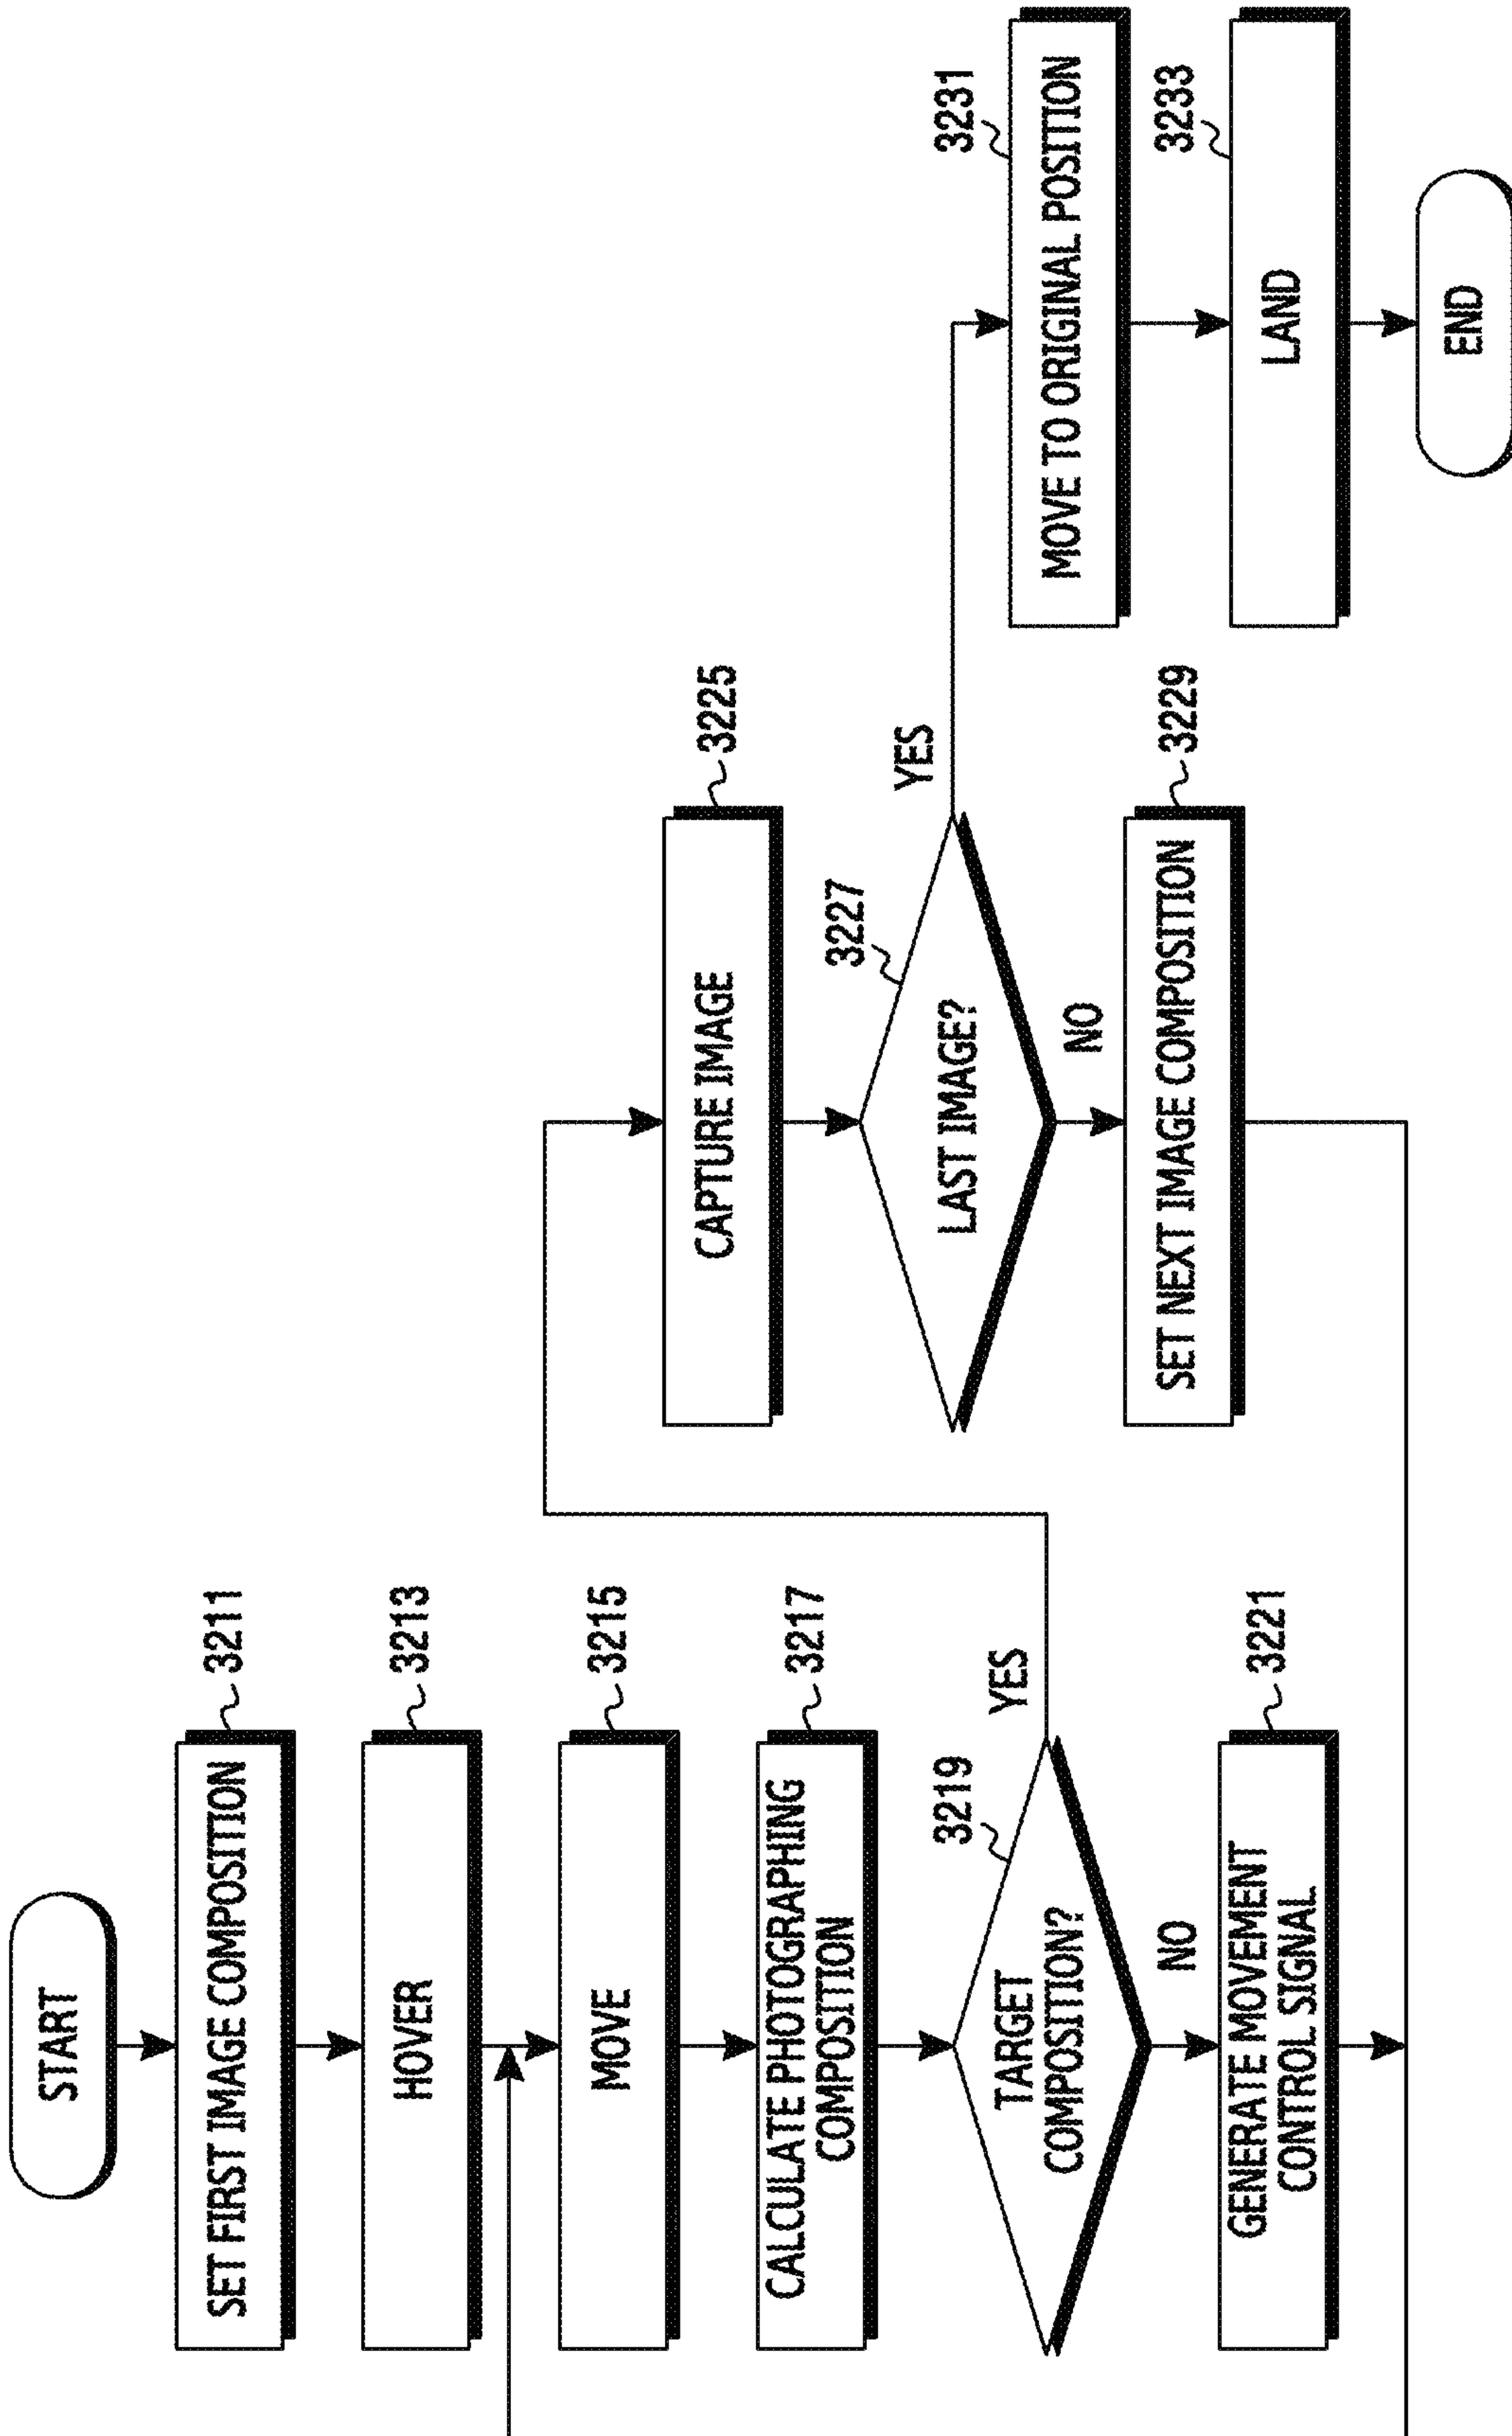 START
3211
SET FIRST IMAGE COMPOSITION
3213
HOVER
3215
MOVE
3217
CALCULATE PHOTOGRAPHING
COMPOSITION
3219
TARGET
COMPOSITION?
YES
NO
3221
GENERATE MOVEMENT
CONTROL SIGNAL
3225
CAPTURE IMAGE
3227
LAST IMAGE?
YES
NO
3229
SET NEXT IMAGE COMPOSITION
3231
MOVE TO ORIGINAL POSITION
3233
LAND
END